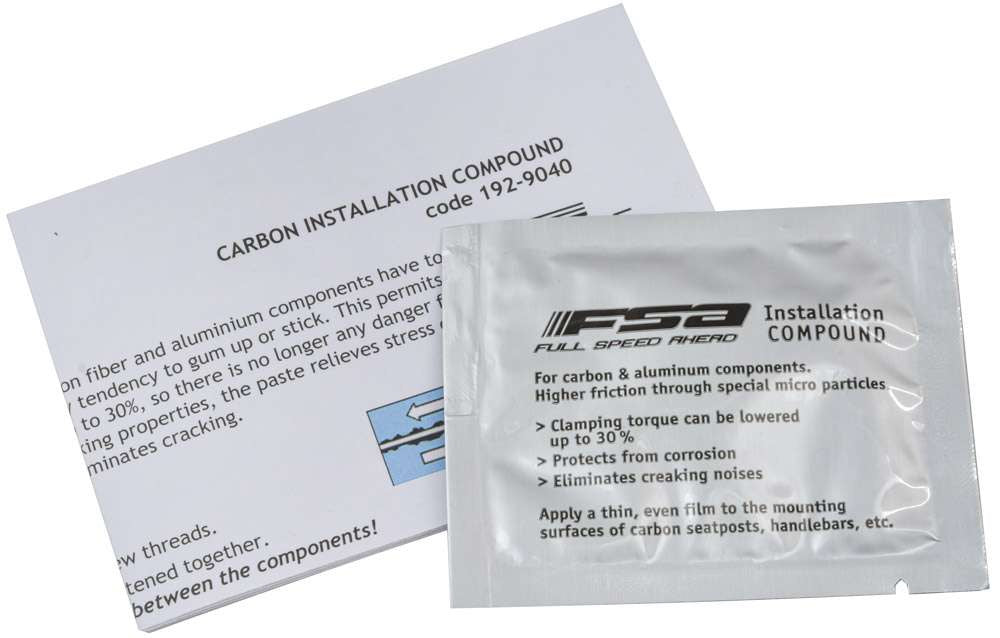 CARBON INSTALLATION COMPOUND
code 192-9040
on fiber and aluminium components have to
tendency to gum up or stick. This permits
to 30%, so there is no longer any danger f
king properties, the paste relieves stress
minates cracking.
ew threads.
tened together.
between the components!
FSA
FULL SPEED AHEAD
Installation
COMPOUND
For carbon & aluminum components.
Higher friction through special micro particles
> Clamping torque can be lowered
up to 30%
> Protects from corrosion
> Eliminates creaking noises
Apply a thin, even film to the mounting
surfaces of carbon seatposts, handlebars, etc.